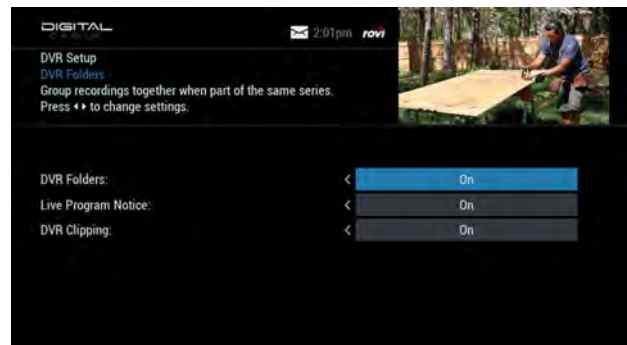 DIGITAL
2:01pm rovi
DVR Setup
DVR Folders
Group recordings together when part of the same series.
Press ◂ ▸ to change settings.
DVR Folders: < On
Live Program Notice: < On
DVR Clipping: < On